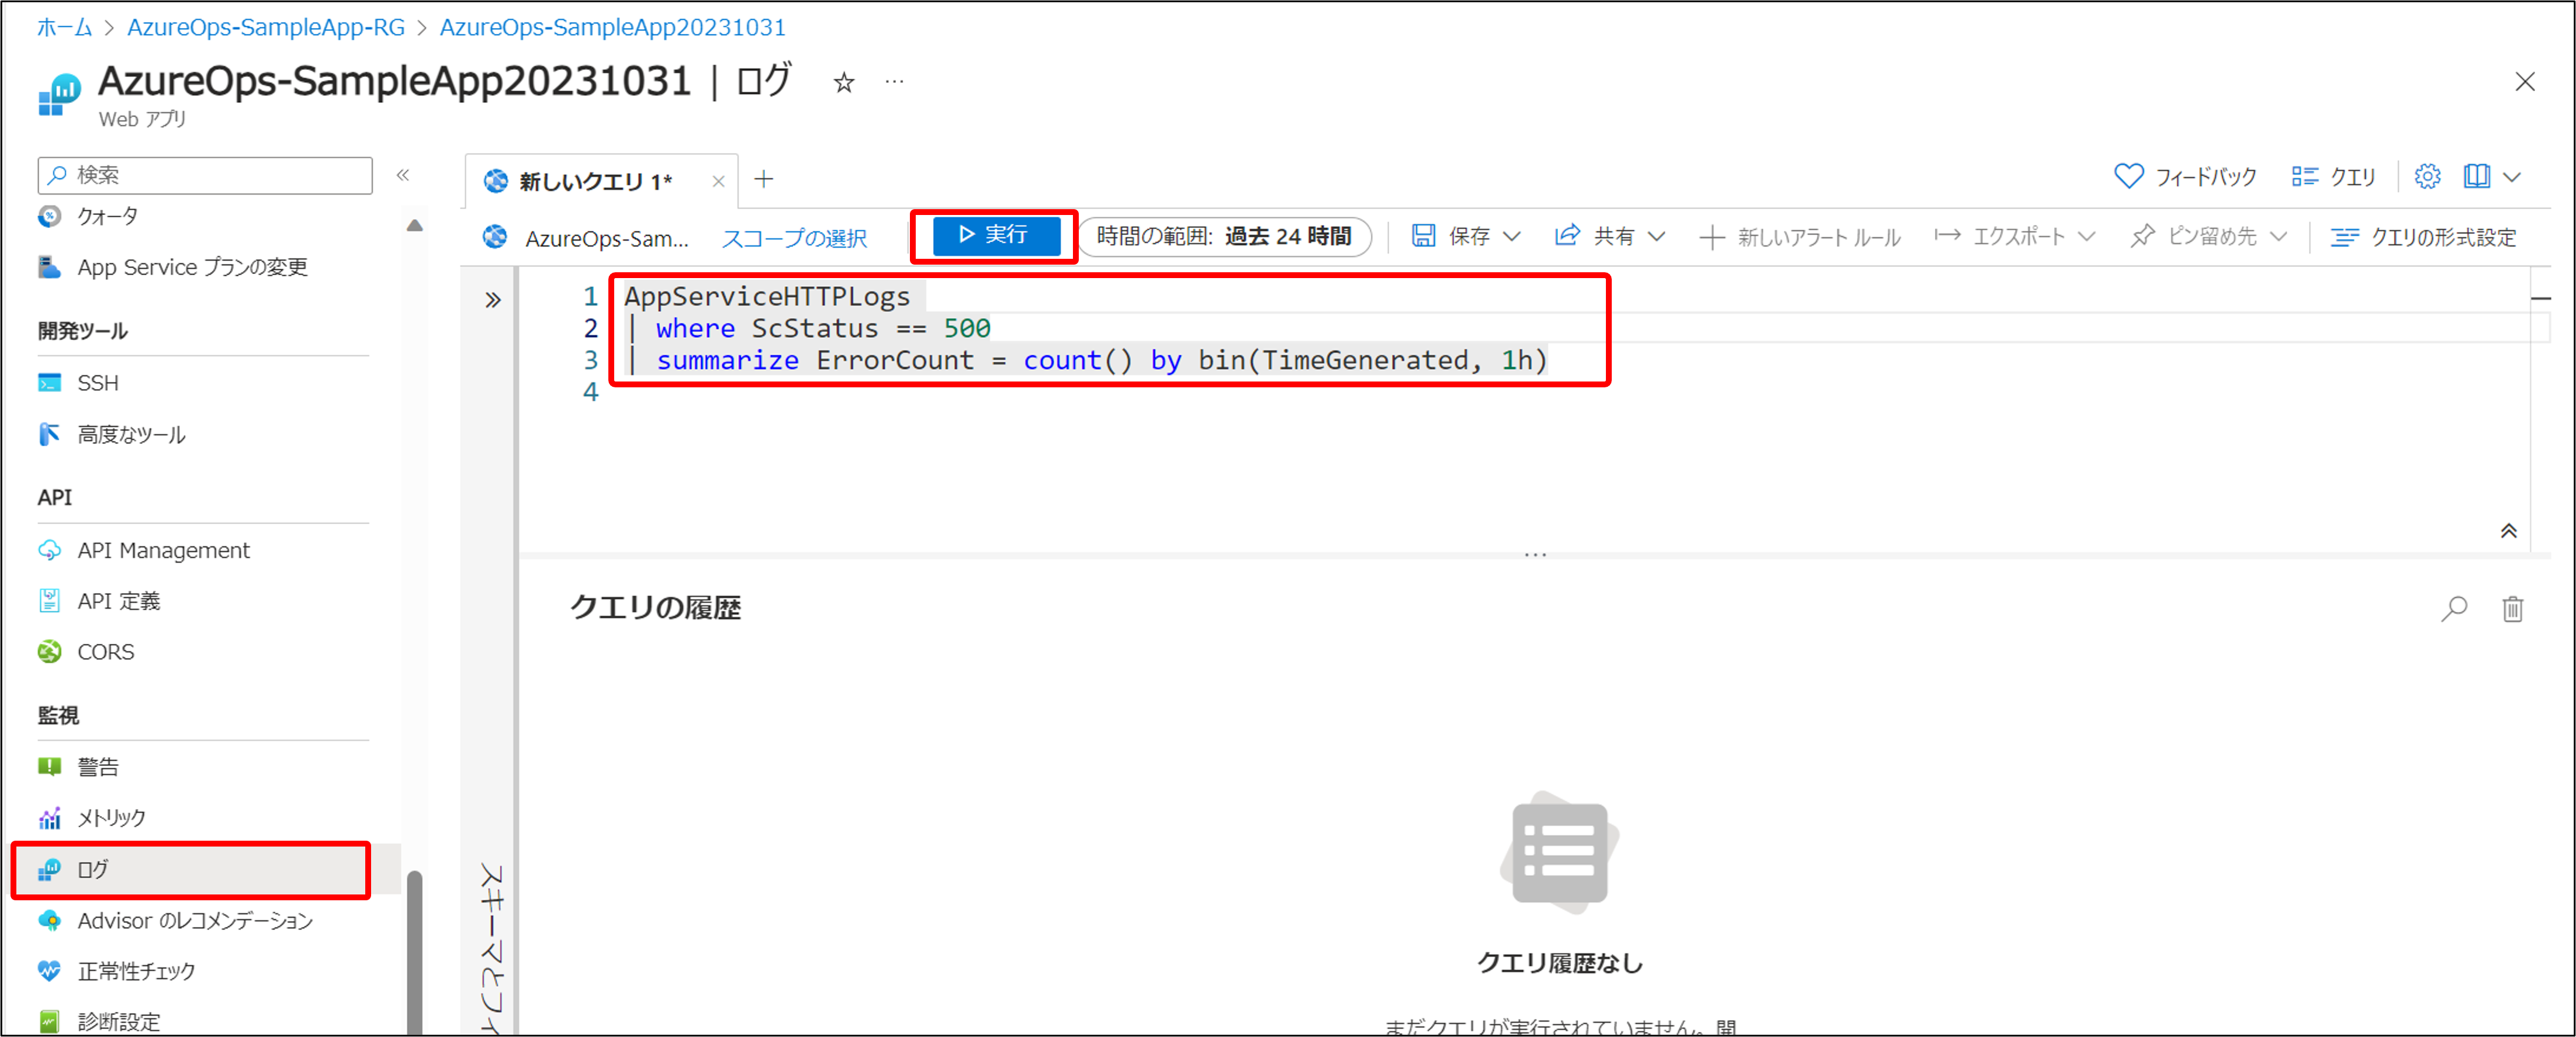 ホーム > AzureOps-SampleApp-RG > AzureOps-SampleApp20231031
AzureOps-SampleApp20231031 | ログ ☆ …
Web アプリ
検索
クォータ
App Service プランの変更
開発ツール
SSH
高度なツール
API
API Management
API 定義
CORS
監視
警告
メトリック
ログ
Advisor のレコメンデーション
正常性チェック
診断設定
新しいクエリ 1*
フィードバック クエリ
AzureOps-Sam... スコープの選択 実行 時間の範囲: 過去 24 時間 保存 共有 新しいアラート ルール エクスポート ピン留め先 クエリの形式設定
1 AppServiceHTTPLogs
2 | where ScStatus == 500
3 | summarize ErrorCount = count() by bin(TimeGenerated, 1h)
4
スキーマとフィ
クエリの履歴
クエリ履歴なし
まだクエリが実行されていません。開